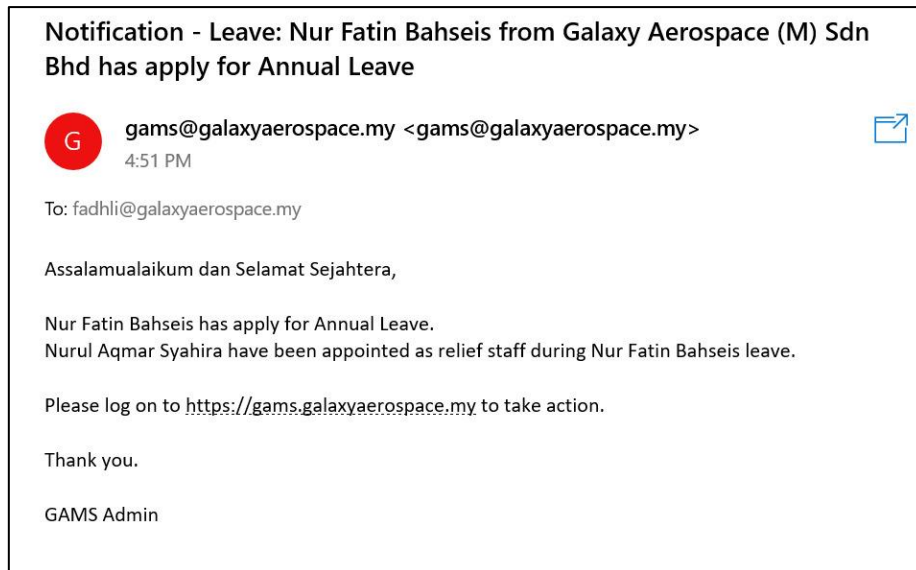 Notification - Leave: Nur Fatin Bahseis from Galaxy Aerospace (M) Sdn
Bhd has apply for Annual Leave
G
gams@galaxyaerospace.my <gams@galaxyaerospace.my>
4:51 PM
To: fadhli@galaxyaerospace.my
Assalamualaikum dan Selamat Sejahtera,
Nur Fatin Bahseis has apply for Annual Leave.
Nurul Aqmar Syahira have been appointed as relief staff during Nur Fatin Bahseis leave.
Please log on to https://gams.galaxyaerospace.my to take action.
Thank you.
GAMS Admin